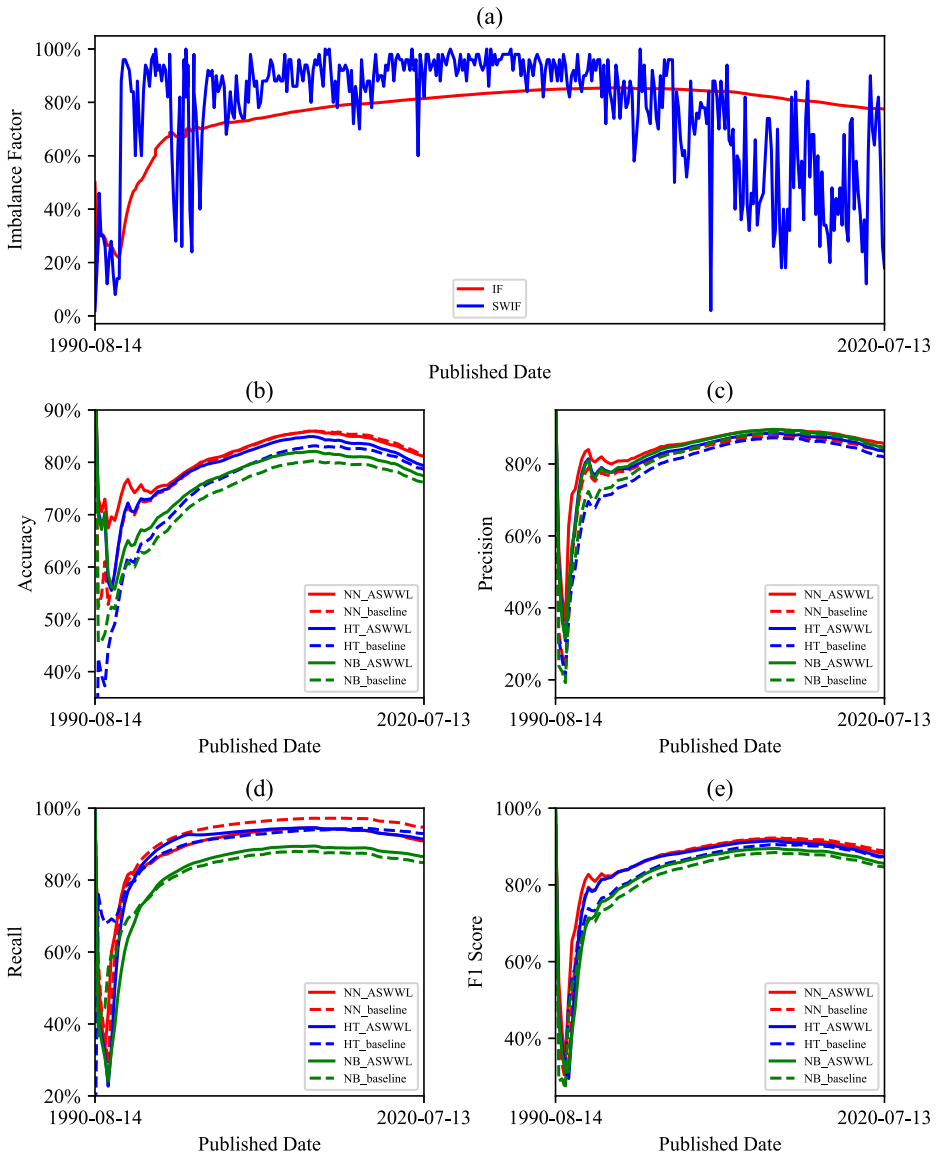 (a)
100%
80%
60%
40%
20%
0%
Imbalance Factor
IF
SWIF
1990-08-14
2020-07-13
Published Date
(b)
90%
80%
70%
60%
50%
40%
Accuracy
NN_ASWWL
NN_baseline
HT_ASWWL
HT_baseline
NB_ASWWL
NB_baseline
1990-08-14
2020-07-13
Published Date
(c)
80%
60%
40%
20%
Precision
NN_ASWWL
NN_baseline
HT_ASWWL
HT_baseline
NB_ASWWL
NB_baseline
1990-08-14
2020-07-13
Published Date
(d)
100%
80%
60%
40%
20%
Recall
NN_ASWWL
NN_baseline
HT_ASWWL
HT_baseline
NB_ASWWL
NB_baseline
1990-08-14
2020-07-13
Published Date
(e)
100%
80%
60%
40%
F1 Score
NN_ASWWL
NN_baseline
HT_ASWWL
HT_baseline
NB_ASWWL
NB_baseline
1990-08-14
2020-07-13
Published Date